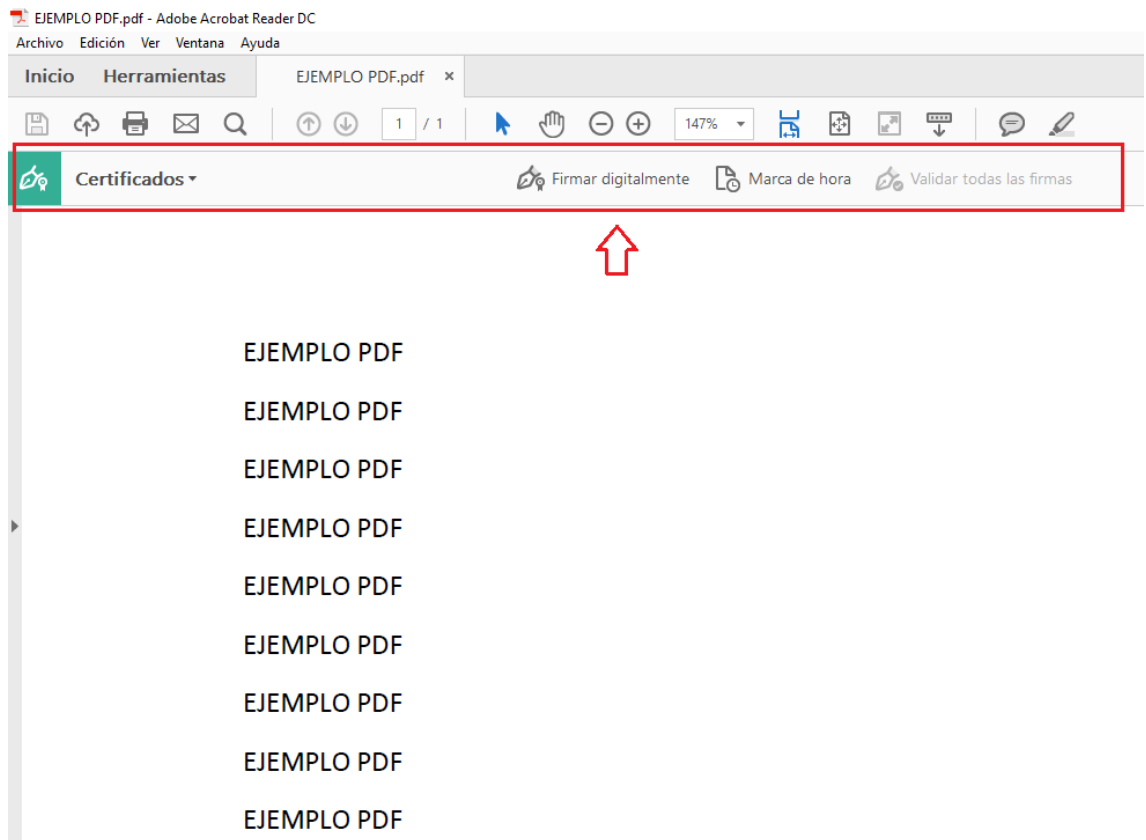 EJEMPLO PDF.pdf - Adobe Acrobat Reader DC
Archivo Edición Ver Ventana Ayuda
Inicio Herramientas EJEMPLO PDF.pdf ×
1 / 1 147%
Certificados Firmar digitalmente Marca de hora Validar todas las firmas
EJEMPLO PDF
EJEMPLO PDF
EJEMPLO PDF
EJEMPLO PDF
EJEMPLO PDF
EJEMPLO PDF
EJEMPLO PDF
EJEMPLO PDF
EJEMPLO PDF